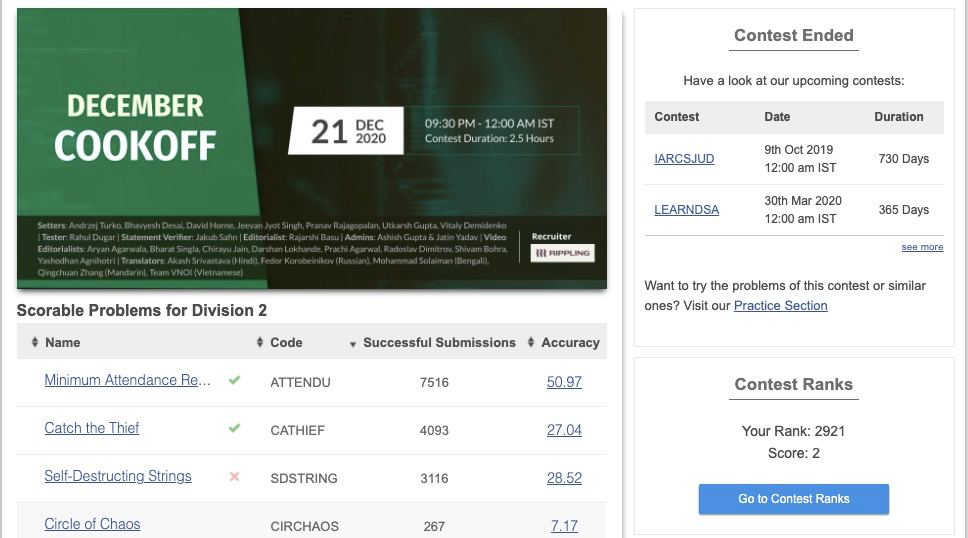 DECEMBER
COOKOFF
21 DEC
2020
09:30 PM - 12:00 AM IST
Contest Duration: 2.5 Hours
Setters: Andrzej Turko, Bhavyesh Desai, David Horne, Jeevan Jyot Singh, Pranav Rajagopalan, Utkarsh Gupta, Vitaly Demidenko
| Tester: Rahul Dugar | Statement Verifier: Jakub Safin | Editorialist: Rajarshi Basu | Admins: Ashish Gupta & Jatin Yadav | Video
Editorialists: Aryan Agarwala, Bharat Singla, Chirayu Jain, Darshan Lokhande, Prachi Agarwal, Radoslav Dimitrov, Shivam Bohra,
Yashodhan Agnihotri | Translators: Akash Srivastava (Hindi), Fedor Korobeinikov (Russian), Mohammad Solaiman (Bengali),
Qingchuan Zhang (Mandarin), Team VNOI (Vietnamese)
Recruiter
RIPPLING
Scorable Problems for Division 2
Name Code Successful Submissions Accuracy
Minimum Attendance Re... ATTENDU 7516 50.97
Catch the Thief CATHIEF 4093 27.04
Self-Destructing Strings SDSTRING 3116 28.52
Circle of Chaos CIRCHAOS 267 7.17
Contest Ended
Have a look at our upcoming contests:
Contest Date Duration
IARCSJUD 9th Oct 2019 730 Days
12:00 am IST
LEARNDSA 30th Mar 2020 365 Days
12:00 am IST
see more
Want to try the problems of this contest or similar
ones? Visit our Practice Section
Contest Ranks
Your Rank: 2921
Score: 2
Go to Contest Ranks